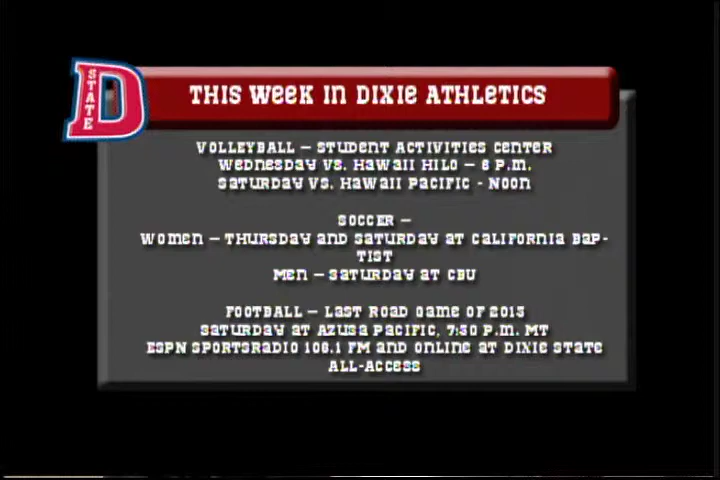 STATE
D
THIS WEEK IN DIXIE ATHLETICS
VOLLEYBALL – STUDENT ACTIVITIES CENTER
WEDNESDAY VS. HAWAII HILO – 8 P.M.
SATURDAY VS. HAWAII PACIFIC - NOON
SOCCER –
WOMEN – THURSDAY AND SATURDAY AT CALIFORNIA BAP-
TIST
MEN – SATURDAY AT CBU
FOOTBALL – LAST ROAD GAME OF 2015
SATURDAY AT AZUSA PACIFIC, 7:30 P.M. MT
ESPN SPORTSRADIO 106.1 FM AND ONLINE AT DIXIE STATE
ALL-ACCESS